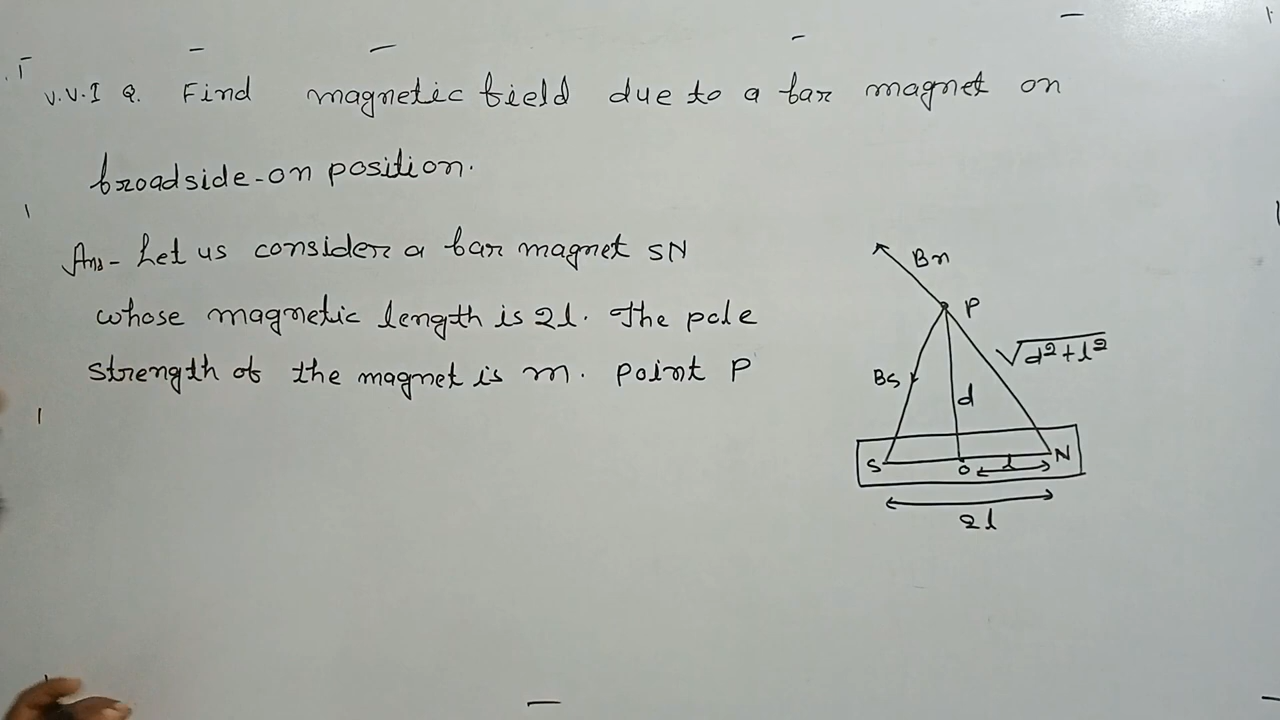 V.V.I Q. Find magnetic field due to a bar magnet on
broadside-on position.
Ans- Let us consider a bar magnet SN
whose magnetic length is 2l. The pole
strength of the magnet is m. point P
Bn
P
√d²+l²
Bs
d
S
O
l
N
2l